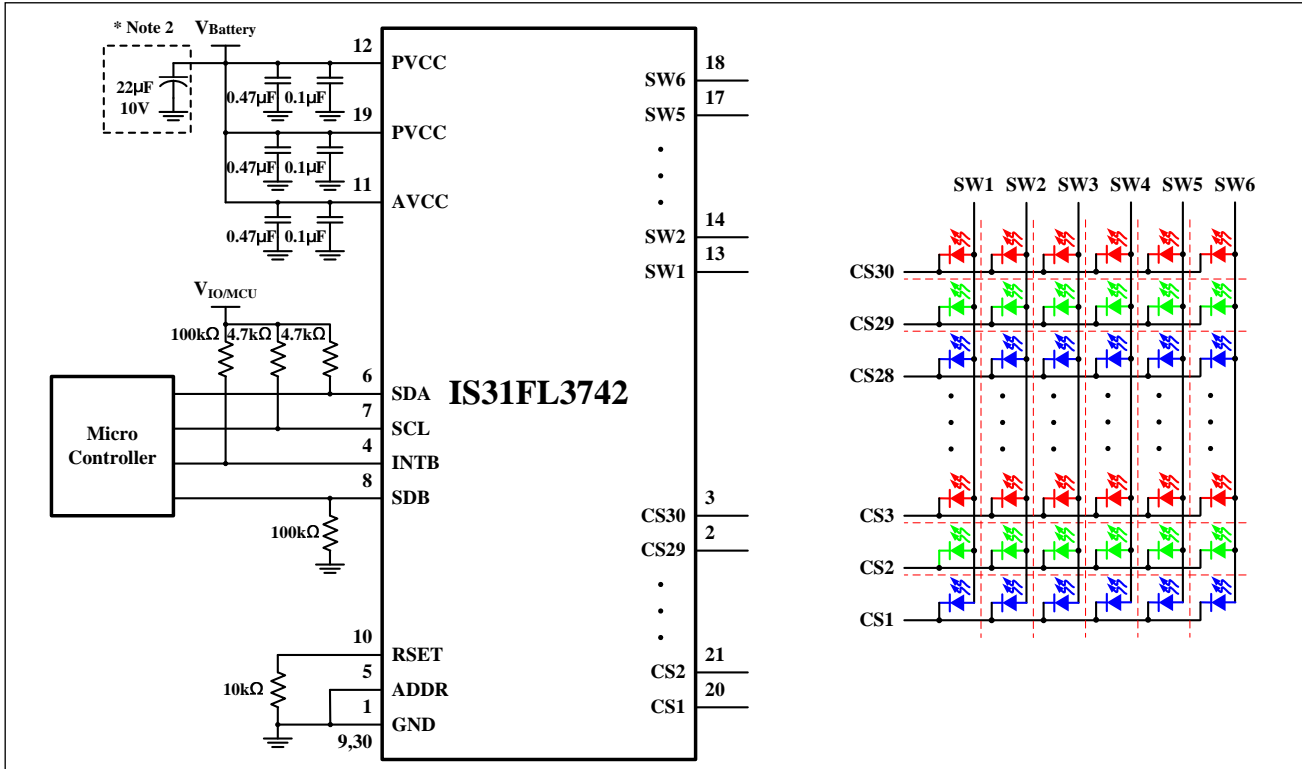 * Note 2
VBattery
22µF
10V
0.47µF
0.1µF
0.47µF
0.1µF
0.47µF
0.1µF
12
PVCC
19
PVCC
11
AVCC
VIO/MCU
100kΩ
4.7kΩ
4.7kΩ
Micro
Controller
6
SDA
7
SCL
4
INTB
8
SDB
100kΩ
10
RSET
10kΩ
5
ADDR
1
GND
9,30
IS31FL3742
18
SW6
17
SW5
14
SW2
13
SW1
3
CS30
2
CS29
21
CS2
20
CS1
SW1 SW2 SW3 SW4 SW5 SW6
CS30
CS29
CS28
CS3
CS2
CS1